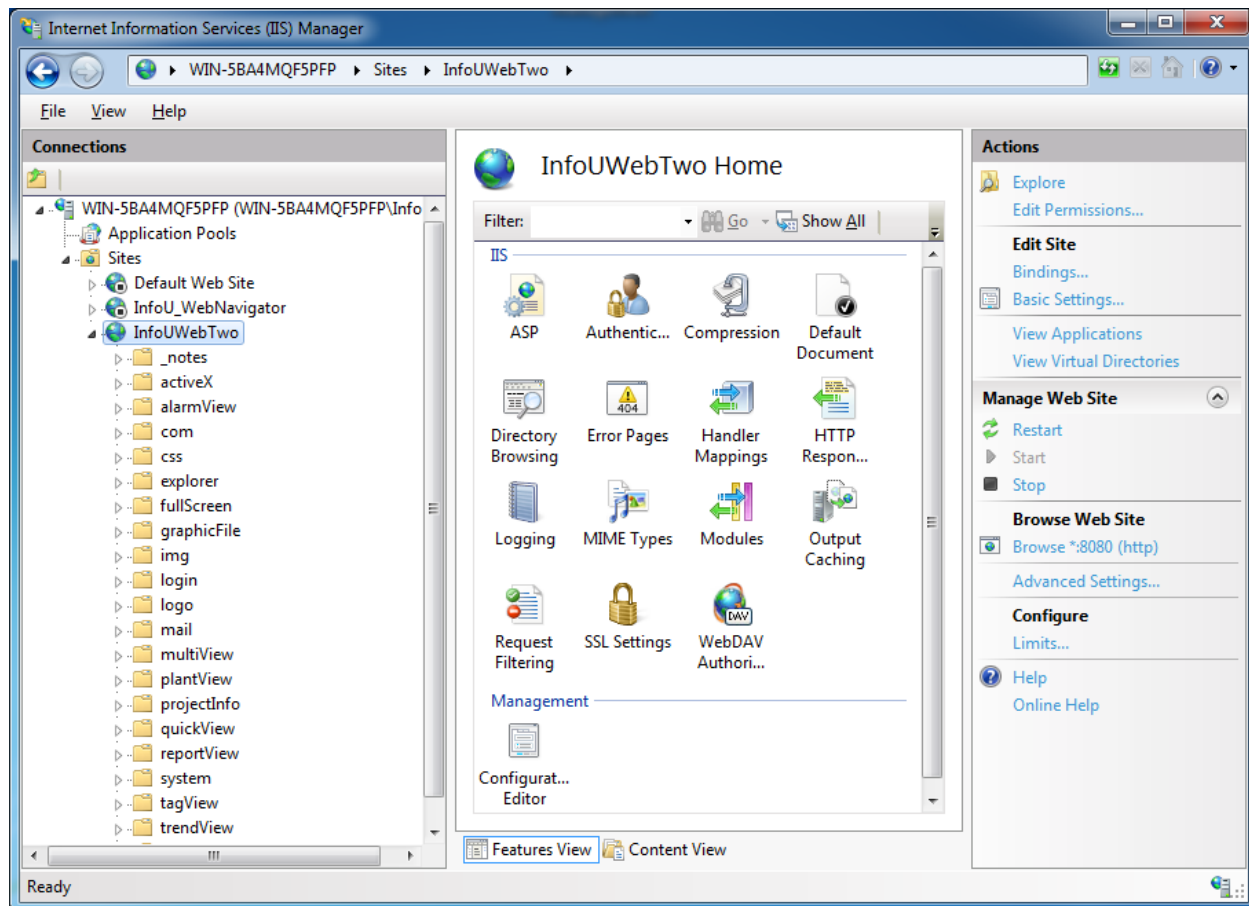 Internet Information Services (IIS) Manager
WIN-5BA4MQF5PFP Sites InfoUWebTwo
File View Help
Connections
WIN-5BA4MQF5PFP (WIN-5BA4MQF5PFP\Info
Application Pools
Sites
Default Web Site
InfoU_WebNavigator
InfoUWebTwo
_notes
activeX
alarmView
com
css
explorer
fullScreen
graphicFile
img
login
logo
mail
multiView
plantView
projectInfo
quickView
reportView
system
tagView
trendView
InfoUWebTwo Home
Filter: Go Show All
IIS
ASP
Authentic...
Compression
Default
Document
Directory
Browsing
404
Error Pages
Handler
Mappings
HTTP
Respon...
Logging
MIME Types
Modules
Output
Caching
Request
Filtering
SSL Settings
DAV
WebDAV
Authori...
Management
Configurat...
Editor
Features View Content View
Actions
Explore
Edit Permissions...
Edit Site
Bindings...
Basic Settings...
View Applications
View Virtual Directories
Manage Web Site
Restart
Start
Stop
Browse Web Site
Browse *:8080 (http)
Advanced Settings...
Configure
Limits...
Help
Online Help
Ready